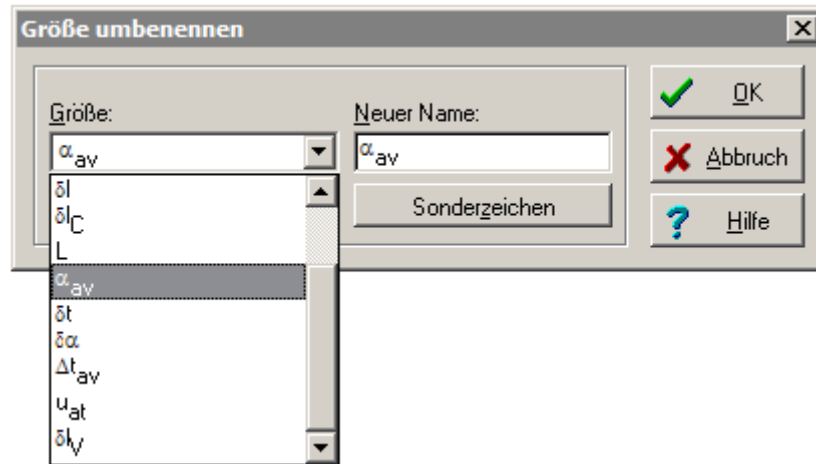 Größe umbenennen
Größe:
Neuer Name:
OK
α_av
α_av
Abbruch
Sonderzeichen
Hilfe
δl
δl_C
L
α_av
δt
δα
Δt_av
u_at
δl_V